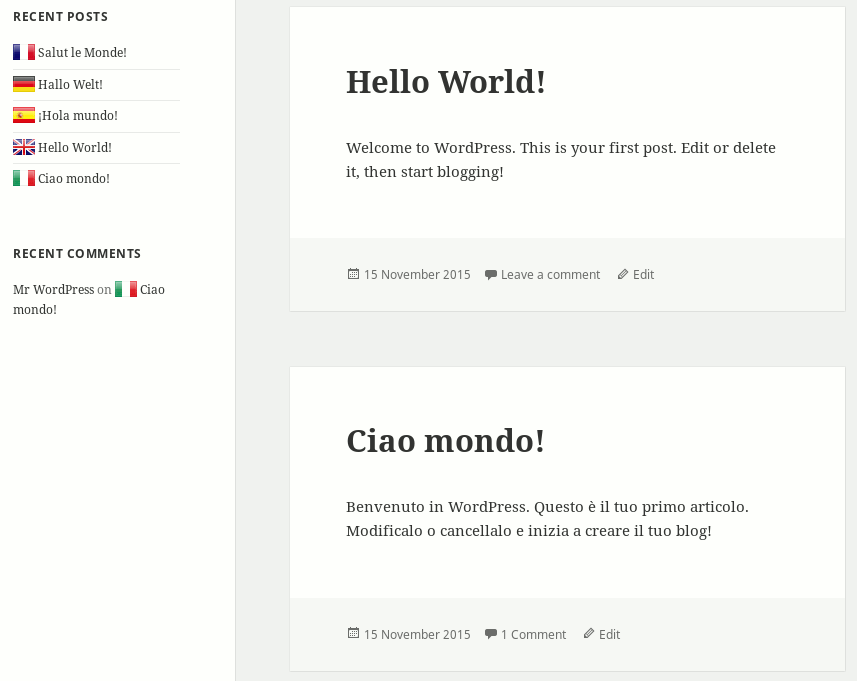 RECENT POSTS
Salut le Monde!
Hallo Welt!
¡Hola mundo!
Hello World!
Ciao mondo!
RECENT COMMENTS
Mr WordPress on Ciao
mondo!
Hello World!
Welcome to WordPress. This is your first post. Edit or delete
it, then start blogging!
15 November 2015 Leave a comment Edit
Ciao mondo!
Benvenuto in WordPress. Questo è il tuo primo articolo.
Modificalo o cancellalo e inizia a creare il tuo blog!
15 November 2015 1 Comment Edit